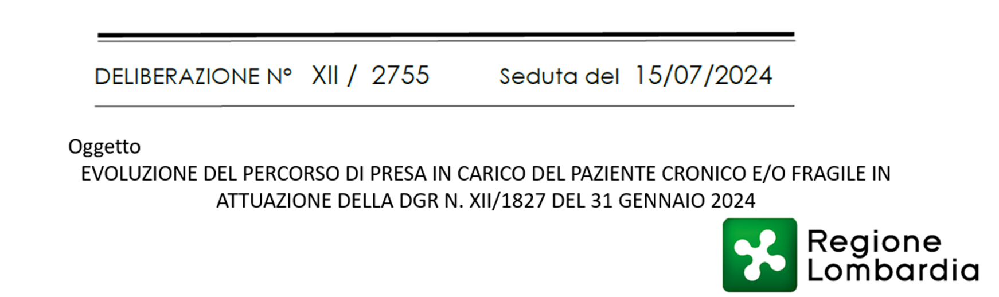 DELIBERAZIONE N° XII / 2755 Seduta del 15/07/2024
Oggetto
EVOLUZIONE DEL PERCORSO DI PRESA IN CARICO DEL PAZIENTE CRONICO E/O FRAGILE IN
ATTUAZIONE DELLA DGR N. XII/1827 DEL 31 GENNAIO 2024
Regione
Lombardia